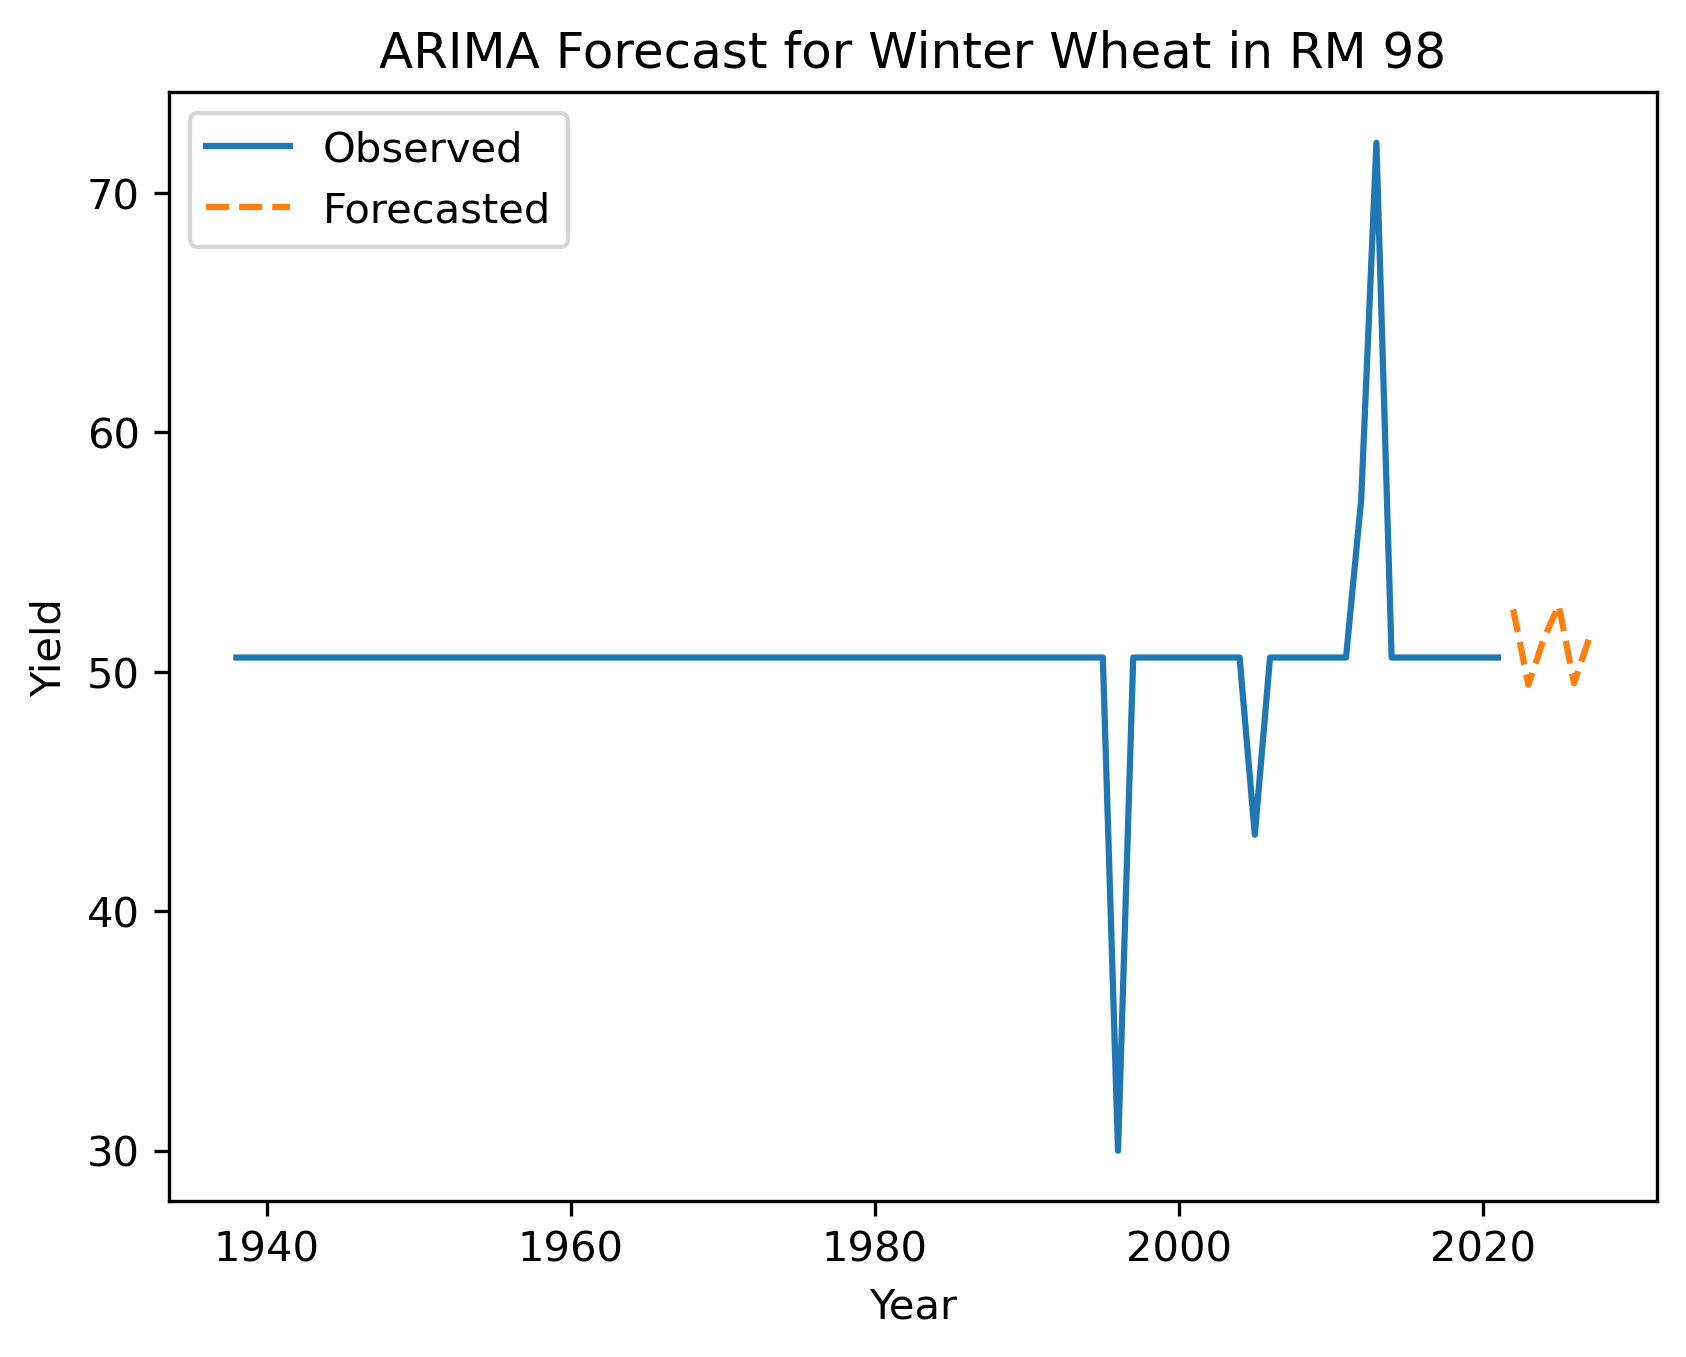 ARIMA Forecast for Winter Wheat in RM 98
Observed
Forecasted
70
60
50
40
30
Yield
1940 1960 1980 2000 2020
Year